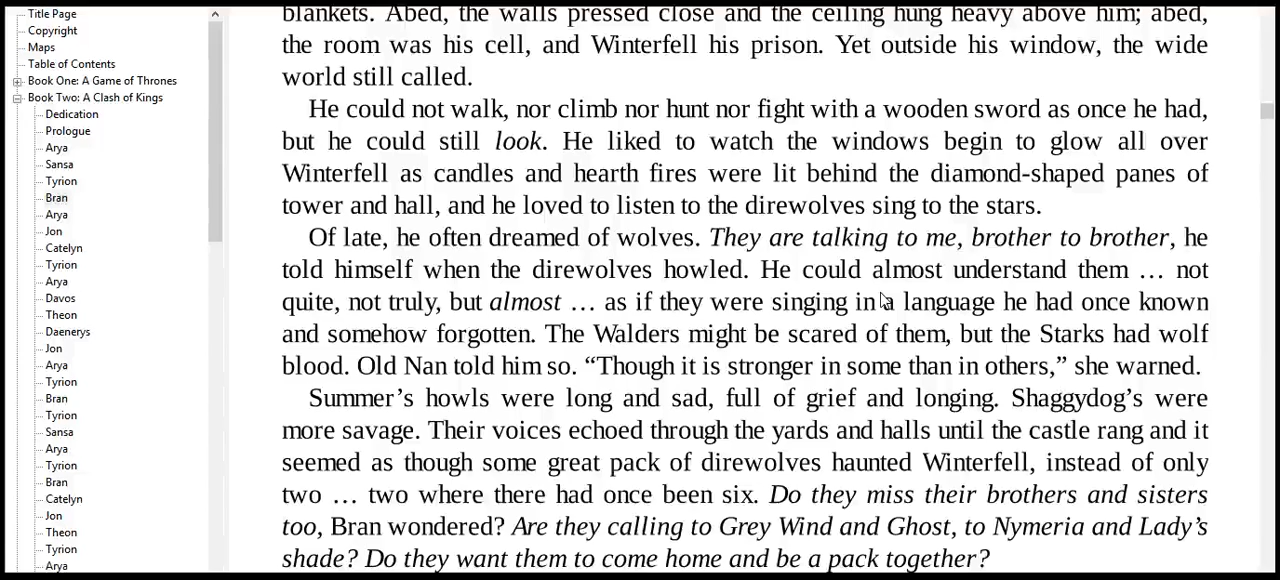 Title Page
Copyright
Maps
Table of Contents
Book One: A Game of Thrones
Book Two: A Clash of Kings
Dedication
Prologue
Arya
Sansa
Tyrion
Bran
Arya
Jon
Catelyn
Tyrion
Arya
Davos
Theon
Daenerys
Jon
Arya
Tyrion
Bran
Tyrion
Sansa
Arya
Tyrion
Bran
Catelyn
Jon
Theon
Tyrion
Arya
blankets. Abed, the walls pressed close and the ceiling hung heavy above him; abed,
the room was his cell, and Winterfell his prison. Yet outside his window, the wide
world still called.
He could not walk, nor climb nor hunt nor fight with a wooden sword as once he had,
but he could still look. He liked to watch the windows begin to glow all over
Winterfell as candles and hearth fires were lit behind the diamond-shaped panes of
tower and hall, and he loved to listen to the direwolves sing to the stars.
Of late, he often dreamed of wolves. They are talking to me, brother to brother, he
told himself when the direwolves howled. He could almost understand them … not
quite, not truly, but almost … as if they were singing in a language he had once known
and somehow forgotten. The Walders might be scared of them, but the Starks had wolf
blood. Old Nan told him so. “Though it is stronger in some than in others,” she warned.
Summer’s howls were long and sad, full of grief and longing. Shaggydog’s were
more savage. Their voices echoed through the yards and halls until the castle rang and it
seemed as though some great pack of direwolves haunted Winterfell, instead of only
two … two where there had once been six. Do they miss their brothers and sisters
too, Bran wondered? Are they calling to Grey Wind and Ghost, to Nymeria and Lady’s
shade? Do they want them to come home and be a pack together?